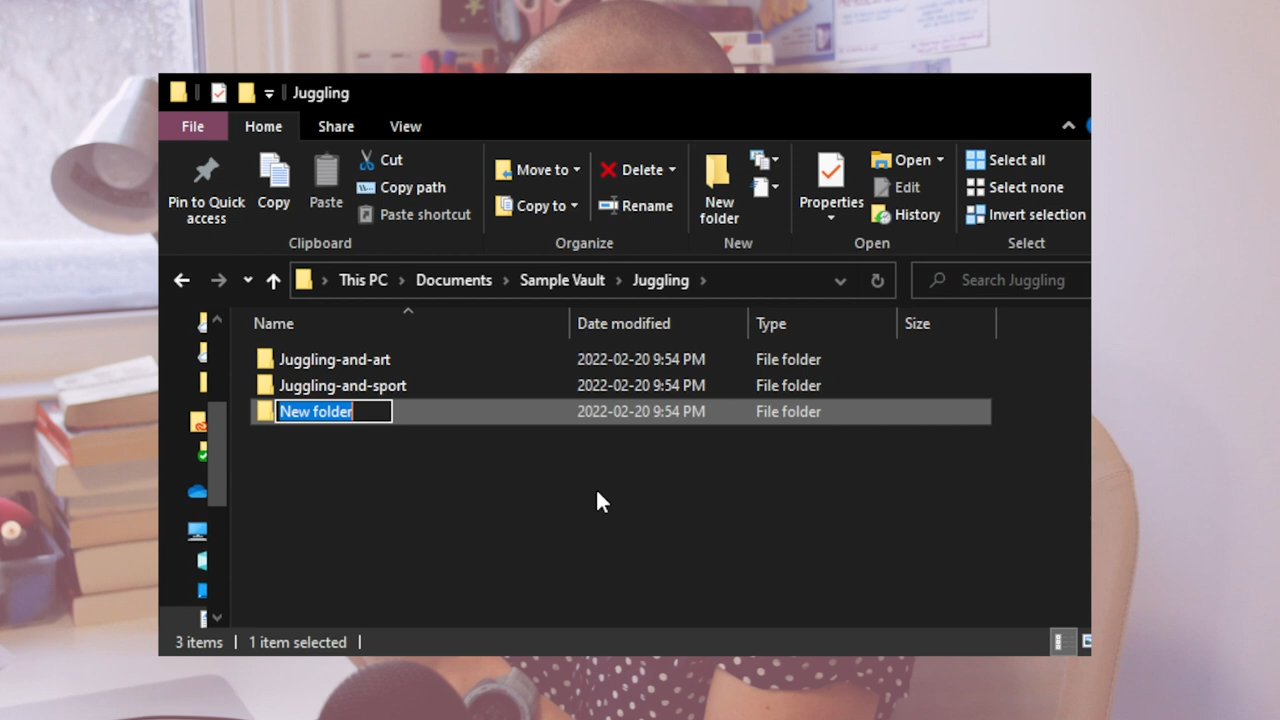 Juggling
File Home Share View
Pin to Quick access
Copy
Paste
Cut
Copy path
Paste shortcut
Clipboard
Move to
Copy to
Delete
Rename
Organize
New folder
New
Properties
Open
Edit
History
Open
Select all
Select none
Invert selection
Select
This PC > Documents > Sample Vault > Juggling >
Search Juggling
Name Date modified Type Size
Juggling-and-art 2022-02-20 9:54 PM File folder
Juggling-and-sport 2022-02-20 9:54 PM File folder
New folder 2022-02-20 9:54 PM File folder
3 items 1 item selected